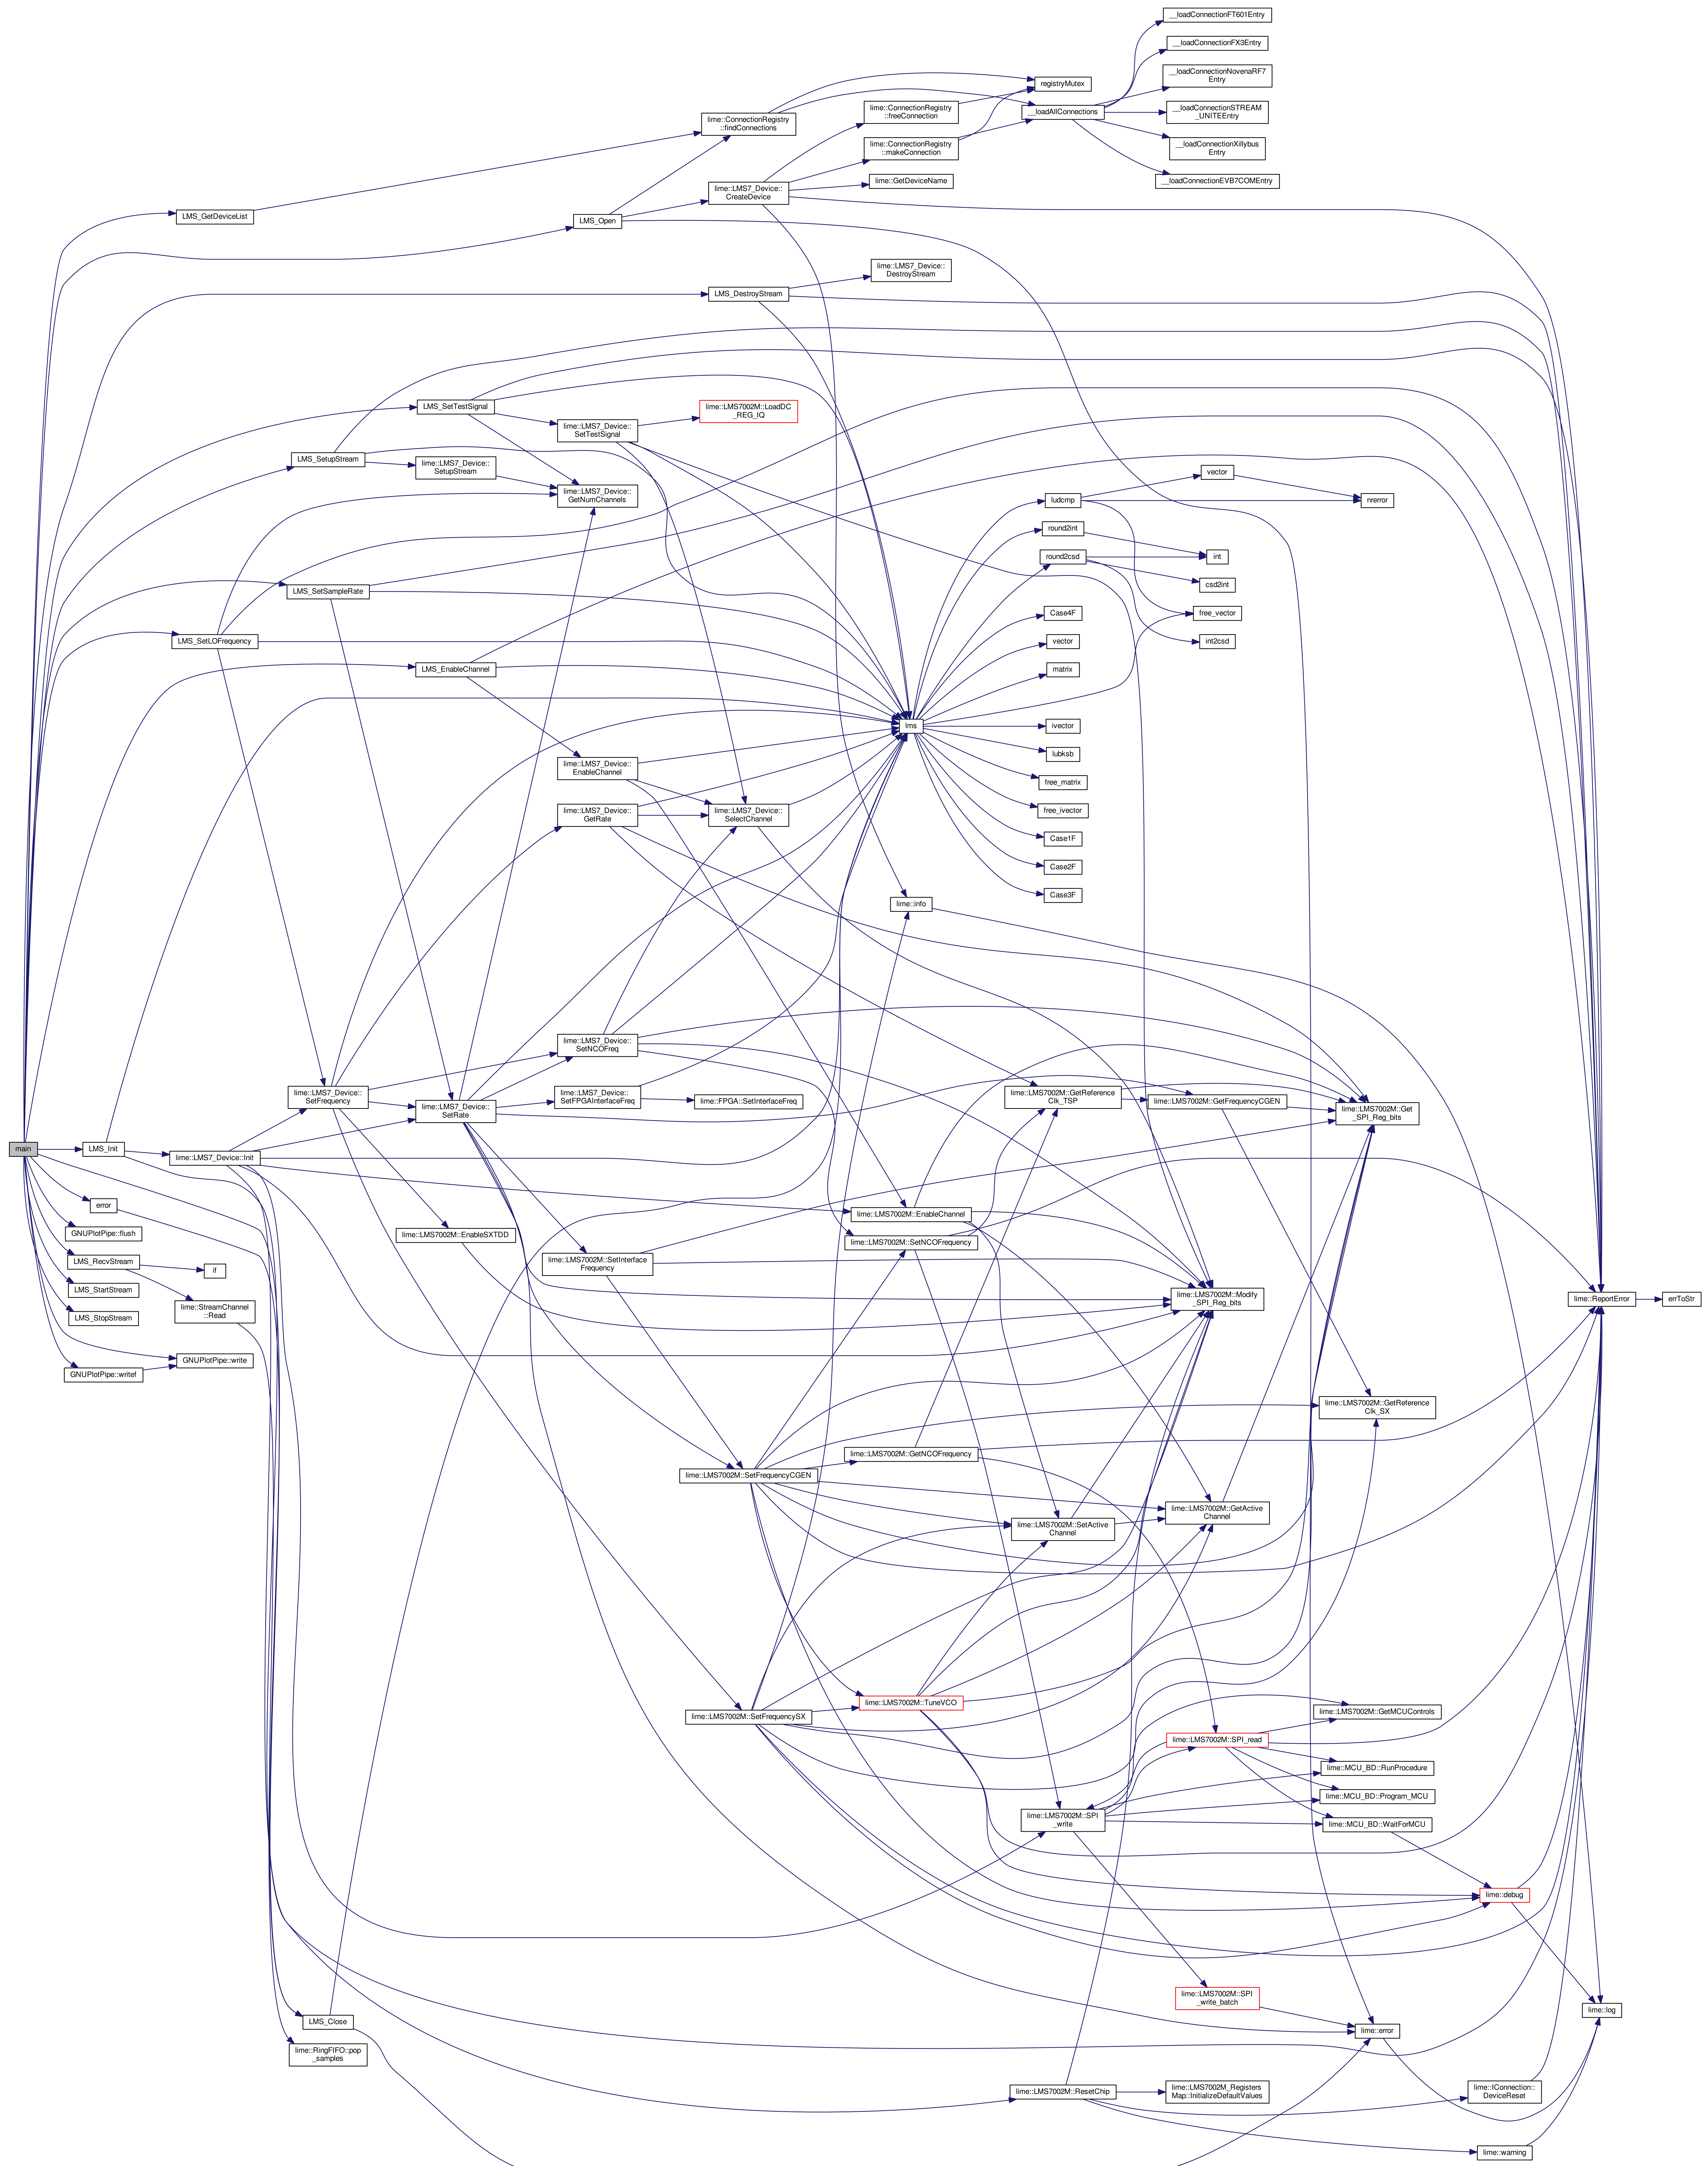 __loadConnectionFT601Entry
__loadConnectionFX3Entry
__loadConnectionNovenaRF7
Entry
registryMutex
__loadAllConnections
__loadConnectionSTREAM
_UNITEEntry
lime::ConnectionRegistry
::freeConnection
lime::ConnectionRegistry
::findConnections
lime::ConnectionRegistry
::makeConnection
__loadConnectionXillybus
Entry
lime::GetDeviceName
__loadConnectionEVB7COMEntry
lime::LMS7_Device::
CreateDevice
LMS_GetDeviceList
LMS_Open
lime::LMS7_Device::
DestroyStream
LMS_DestroyStream
LMS_SetTestSignal
lime::LMS7002M::LoadDC
_REG_IQ
lime::LMS7_Device::
SetTestSignal
LMS_SetupStream
lime::LMS7_Device::
SetupStream
lime::LMS7_Device::
GetNumChannels
vector
ludcmp
nrerror
round2int
round2csd
int
csd2int
LMS_SetSampleRate
Case4F
free_vector
LMS_SetLOFrequency
vector
int2csd
LMS_EnableChannel
matrix
lms
ivector
lubksb
lime::LMS7_Device::
EnableChannel
free_matrix
lime::LMS7_Device::
GetRate
lime::LMS7_Device::
SelectChannel
free_ivector
Case1F
Case2F
Case3F
lime::info
lime::LMS7_Device::
SetNCOFreq
lime::LMS7_Device::
SetFrequency
lime::LMS7_Device::
SetRate
lime::LMS7_Device::
SetFPGAInterfaceFreq
lime::FPGA::SetInterfaceFreq
lime::LMS7002M::GetReference
Clk_TSP
lime::LMS7002M::GetFrequencyCGEN
lime::LMS7002M::Get
_SPI_Reg_bits
main
LMS_Init
lime::LMS7_Device::Init
error
GNUPlotPipe::flush
lime::LMS7002M::EnableSXTDD
lime::LMS7002M::EnableChannel
lime::LMS7002M::SetNCOFrequency
LMS_RecvStream
if
lime::LMS7002M::SetInterface
Frequency
LMS_StartStream
lime::StreamChannel
::Read
lime::LMS7002M::Modify
_SPI_Reg_bits
lime::ReportError
errToStr
LMS_StopStream
GNUPlotPipe::write
GNUPlotPipe::writef
lime::LMS7002M::GetReference
Clk_SX
lime::LMS7002M::GetNCOFrequency
lime::LMS7002M::SetFrequencyCGEN
lime::LMS7002M::GetActive
Channel
lime::LMS7002M::SetActive
Channel
lime::LMS7002M::TuneVCO
lime::LMS7002M::SetFrequencySX
lime::LMS7002M::GetMCUControls
lime::LMS7002M::SPI_read
lime::MCU_BD::RunProcedure
lime::MCU_BD::Program_MCU
lime::LMS7002M::SPI
_write
lime::MCU_BD::WaitForMCU
lime::debug
lime::LMS7002M::SPI
_write_batch
lime::log
LMS_Close
lime::error
lime::RingFIFO::pop
_samples
lime::LMS7002M::ResetChip
lime::LMS7002M_Registers
Map::InitializeDefaultValues
lime::IConnection::
DeviceReset
lime::warning